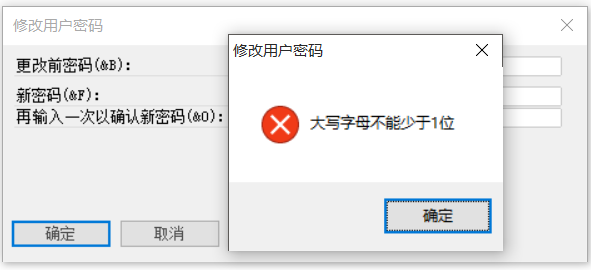 修改用户密码
更改前密码(&B):
新密码(&F):
再输入一次以确认新密码(&O):
确定
取消
修改用户密码
大写字母不能少于1位
确定